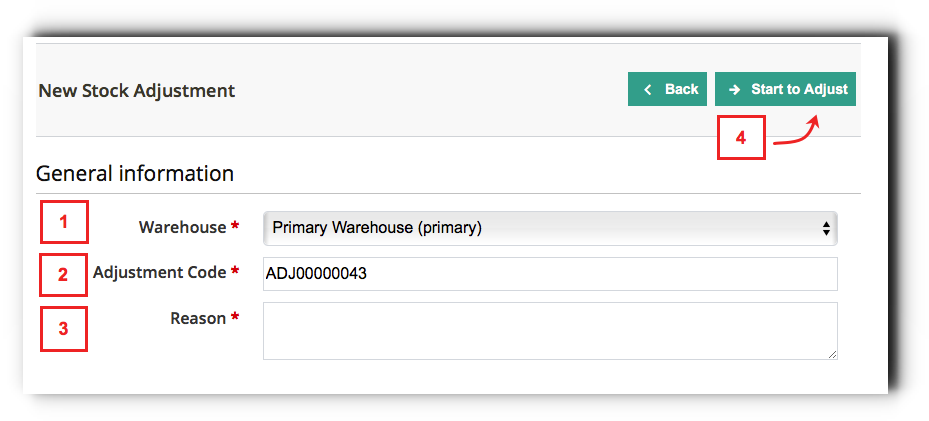 New Stock Adjustment
Back
Start to Adjust
4
General information
1
Warehouse *
Primary Warehouse (primary)
2
Adjustment Code *
ADJ00000043
3
Reason *